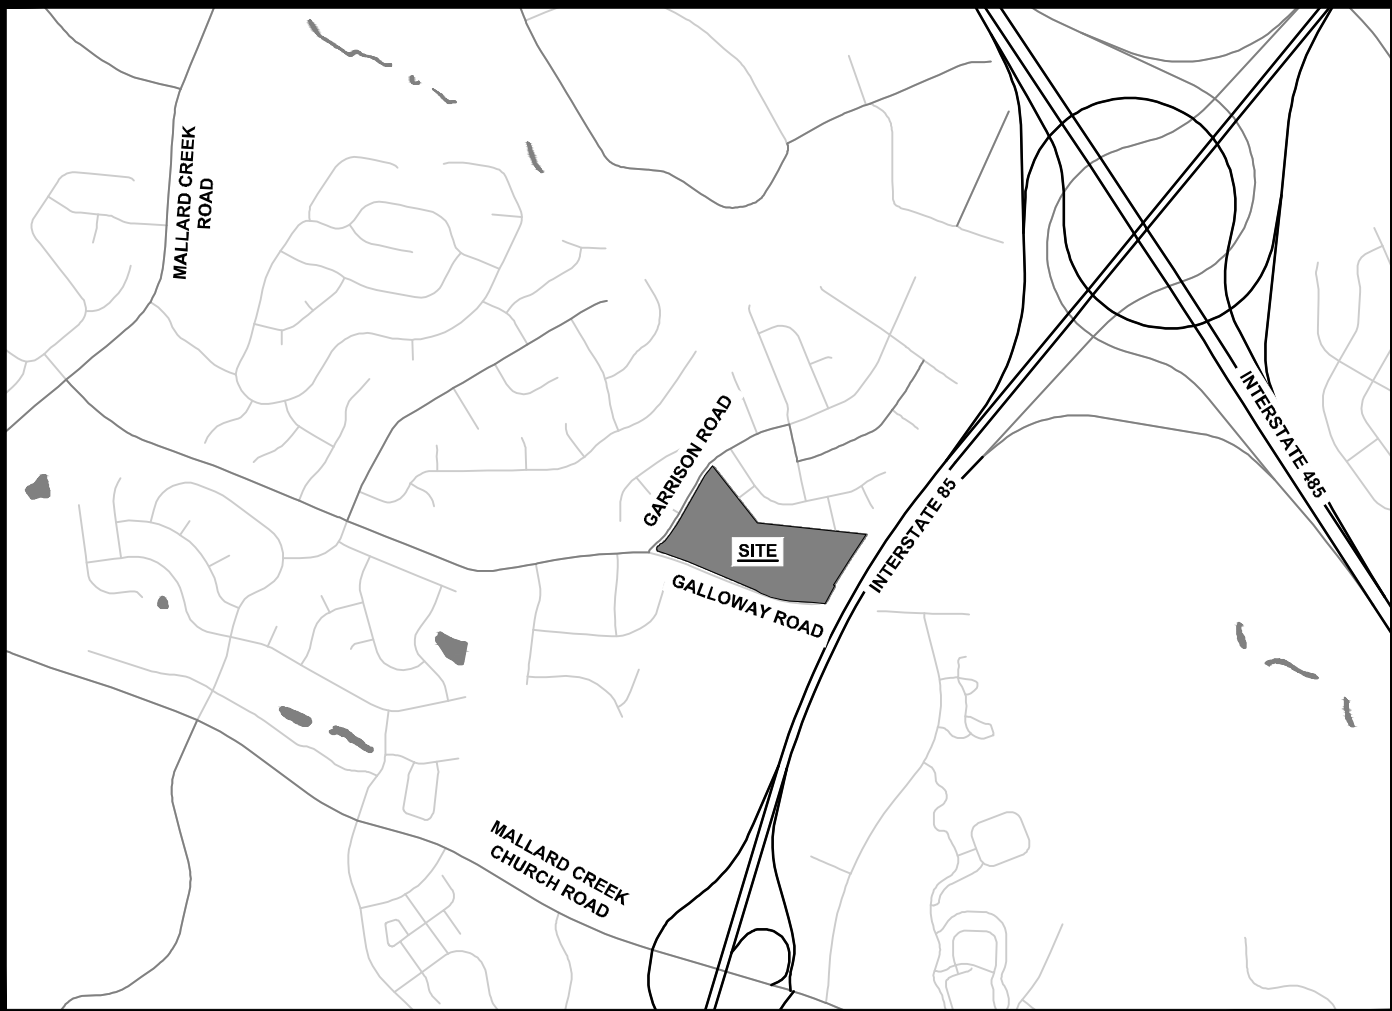 MALLARD CREEK
ROAD
INTERSTATE 485
GARRISON ROAD
INTERSTATE 85
SITE
GALLOWAY ROAD
MALLARD CREEK
CHURCH ROAD